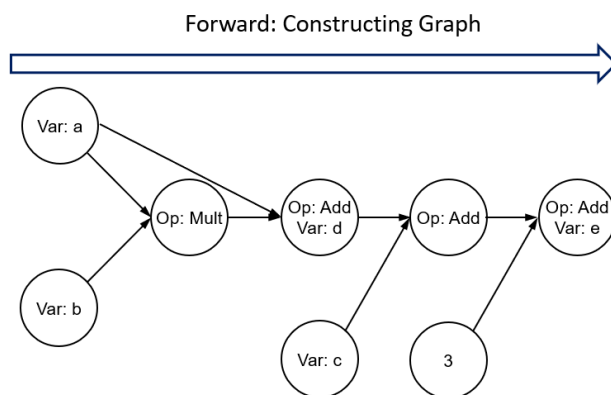 Forward: Constructing Graph
Var: a
Op: Mult
Op: Add
Var: d
Op: Add
Op: Add
Var: e
Var: b
Var: c
3